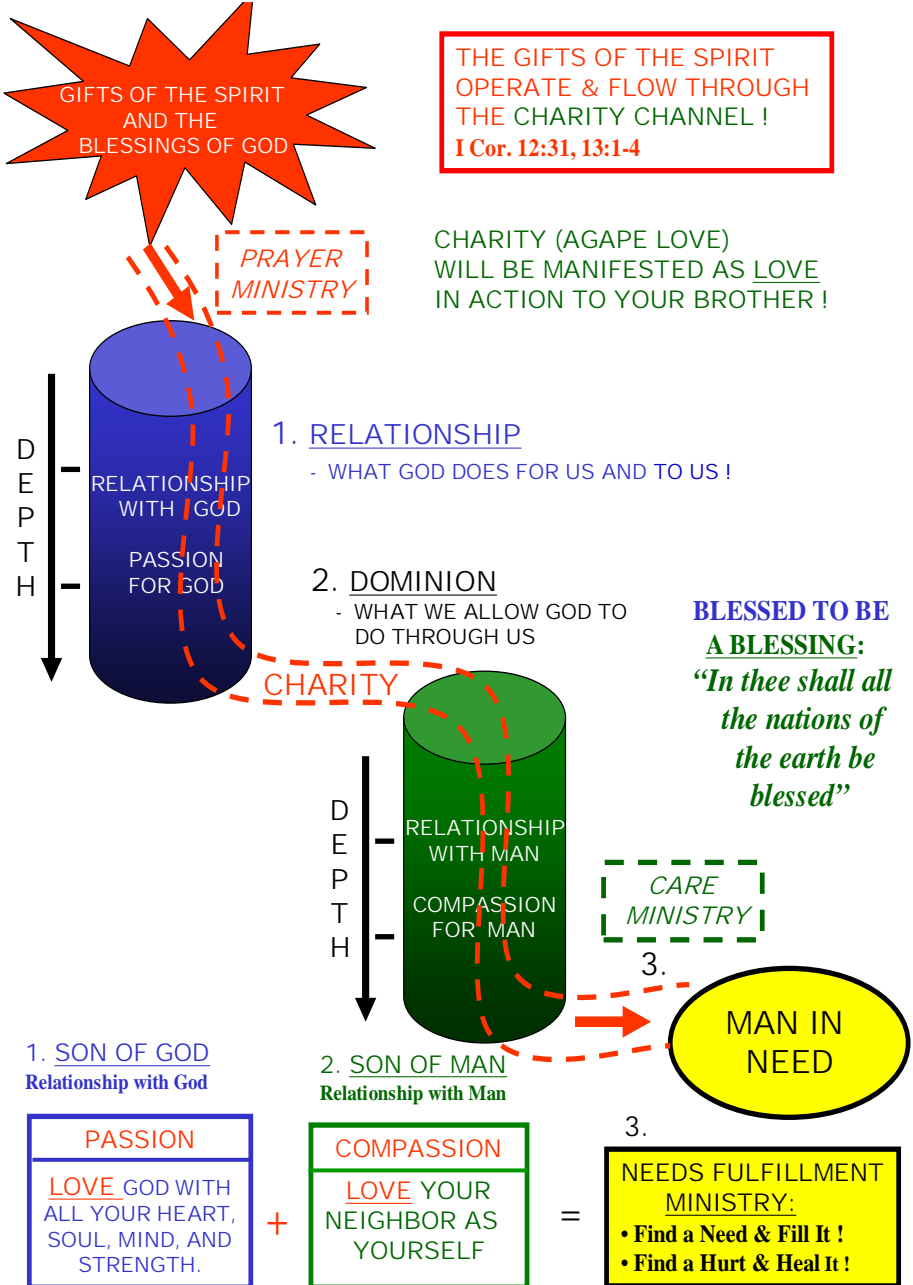 GIFTS OF THE SPIRIT
AND THE
BLESSINGS OF GOD
THE GIFTS OF THE SPIRIT
OPERATE & FLOW THROUGH
THE CHARITY CHANNEL !
I Cor. 12:31, 13:1-4
PRAYER
MINISTRY
CHARITY (AGAPE LOVE)
WILL BE MANIFESTED AS LOVE
IN ACTION TO YOUR BROTHER !
DEPTH
RELATIONSHIP
WITH GOD
PASSION
FOR GOD
1. RELATIONSHIP
- WHAT GOD DOES FOR US AND TO US !
2. DOMINION
- WHAT WE ALLOW GOD TO
DO THROUGH US
BLESSED TO BE
A BLESSING:
“In thee shall all
the nations of
the earth be
blessed”
CHARITY
DEPTH
RELATIONSHIP
WITH MAN
COMPASSION
FOR MAN
CARE
MINISTRY
3.
MAN IN
NEED
1. SON OF GOD
Relationship with God
2. SON OF MAN
Relationship with Man
PASSION
LOVE GOD WITH
ALL YOUR HEART,
SOUL, MIND, AND
STRENGTH.
+
COMPASSION
LOVE YOUR
NEIGHBOR AS
YOURSELF
=
3.
NEEDS FULFILLMENT
MINISTRY:
• Find a Need & Fill It !
• Find a Hurt & Heal It !